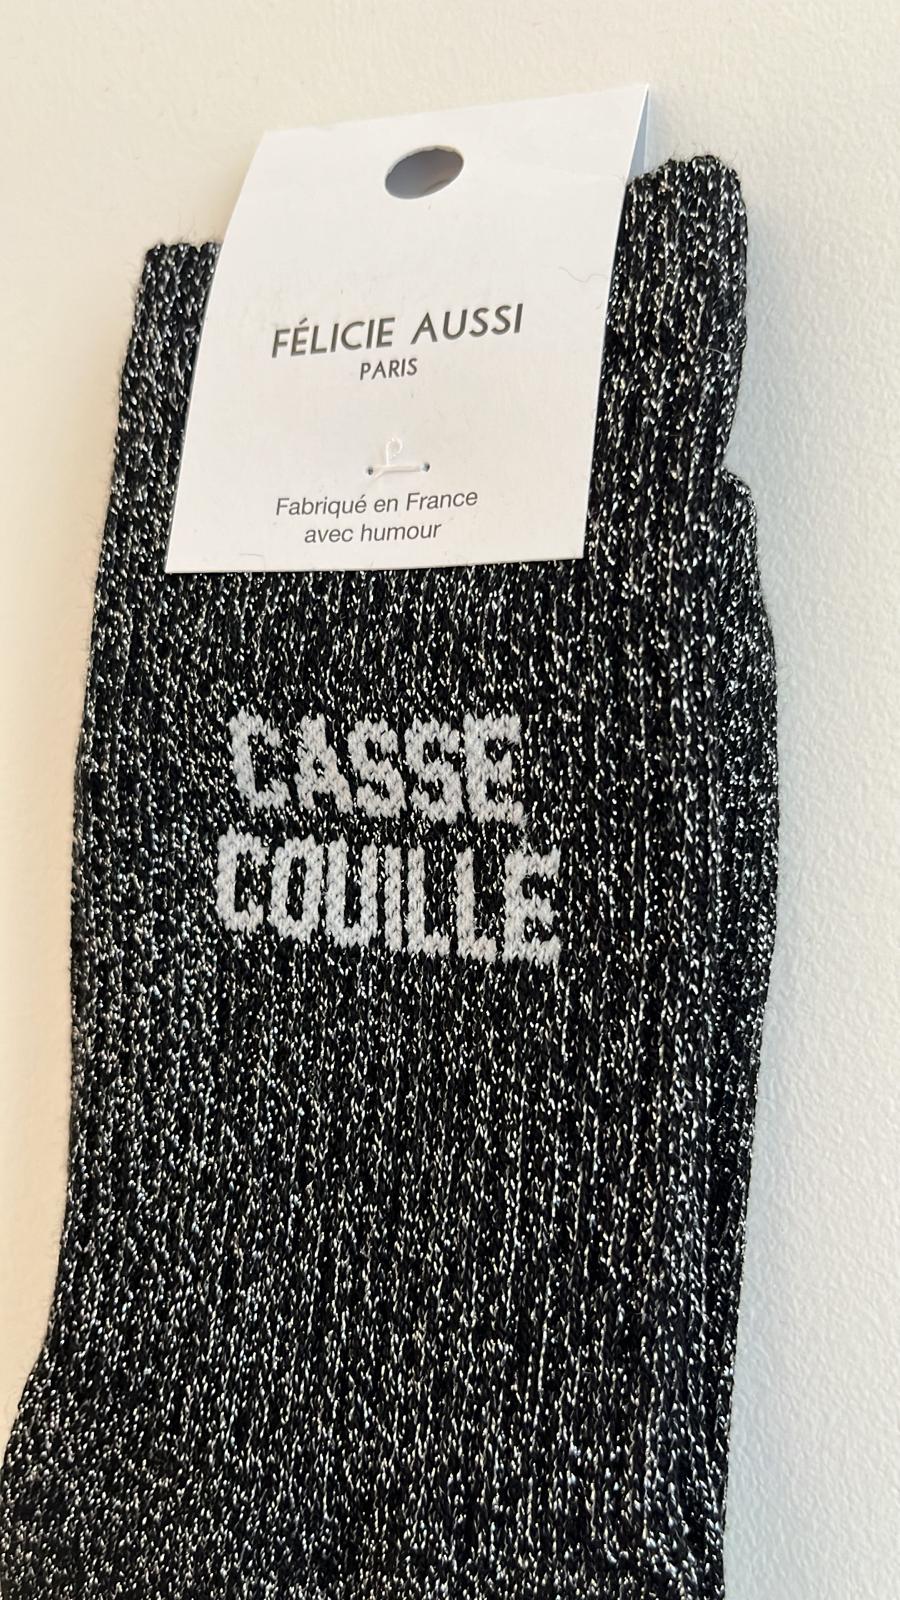 FÉLICIE AUSSI
PARIS
Fabriqué en France
avec humour
CASSE
COUILLE